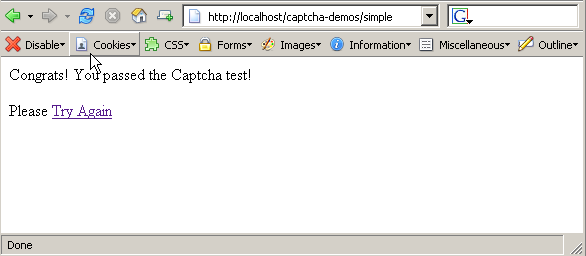 http://localhost/captcha-demos/simple
Disable Cookies CSS Forms Images Information Miscellaneous Outline
Congrats! You passed the Captcha test!
Please Try Again
Done